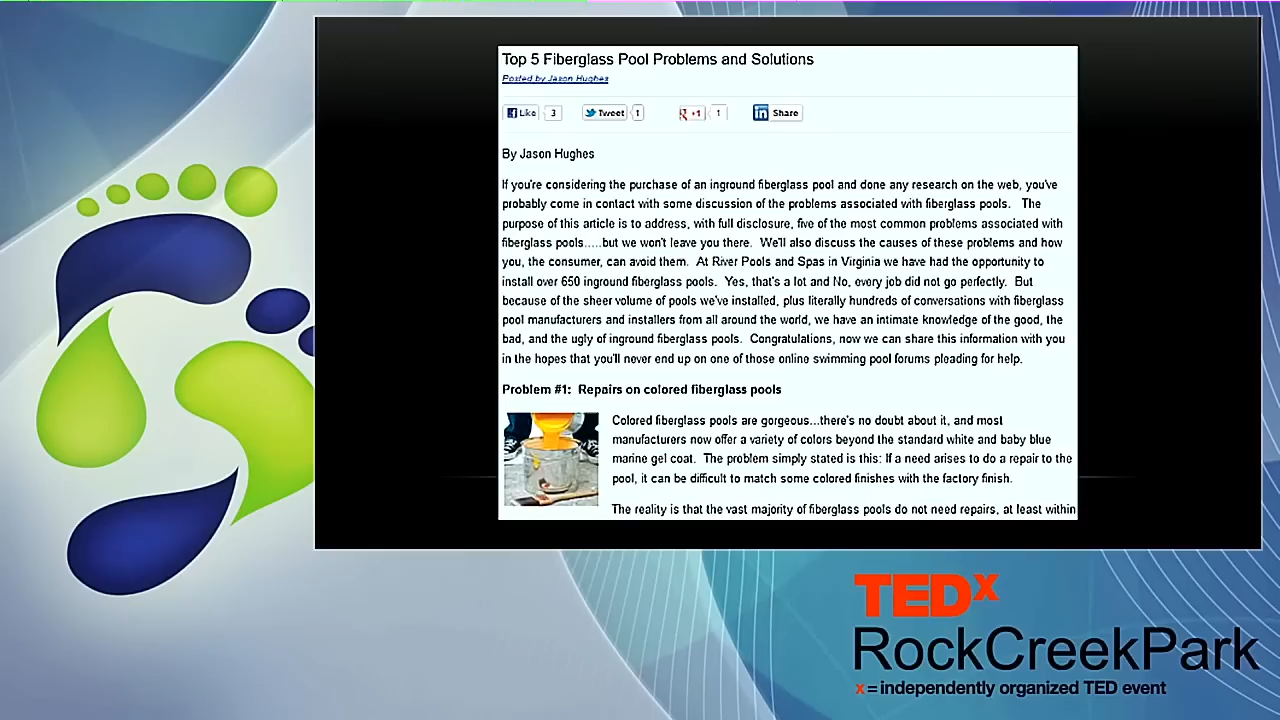 Top 5 Fiberglass Pool Problems and Solutions
Posted by Jason Hughes
Like 3 Tweet 1 +1 1 in Share
By Jason Hughes
If you're considering the purchase of an inground fiberglass pool and done any research on the web, you've
probably come in contact with some discussion of the problems associated with fiberglass pools. The
purpose of this article is to address, with full disclosure, five of the most common problems associated with
fiberglass pools.....but we won't leave you there. We'll also discuss the causes of these problems and how
you, the consumer, can avoid them. At River Pools and Spas in Virginia we have had the opportunity to
install over 650 inground fiberglass pools. Yes, that's a lot and No, every job did not go perfectly. But
because of the sheer volume of pools we've installed, plus literally hundreds of conversations with fiberglass
pool manufacturers and installers from all around the world, we have an intimate knowledge of the good, the
bad, and the ugly of inground fiberglass pools. Congratulations, now we can share this information with you
in the hopes that you'll never end up on one of those online swimming pool forums pleading for help.
Problem #1: Repairs on colored fiberglass pools
Colored fiberglass pools are gorgeous...there's no doubt about it, and most
manufacturers now offer a variety of colors beyond the standard white and baby blue
marine gel coat. The problem simply stated is this: If a need arises to do a repair to the
pool, it can be difficult to match some colored finishes with the factory finish.
The reality is that the vast majority of fiberglass pools do not need repairs, at least within
TEDx
RockCreekPark
x=independently organized TED event